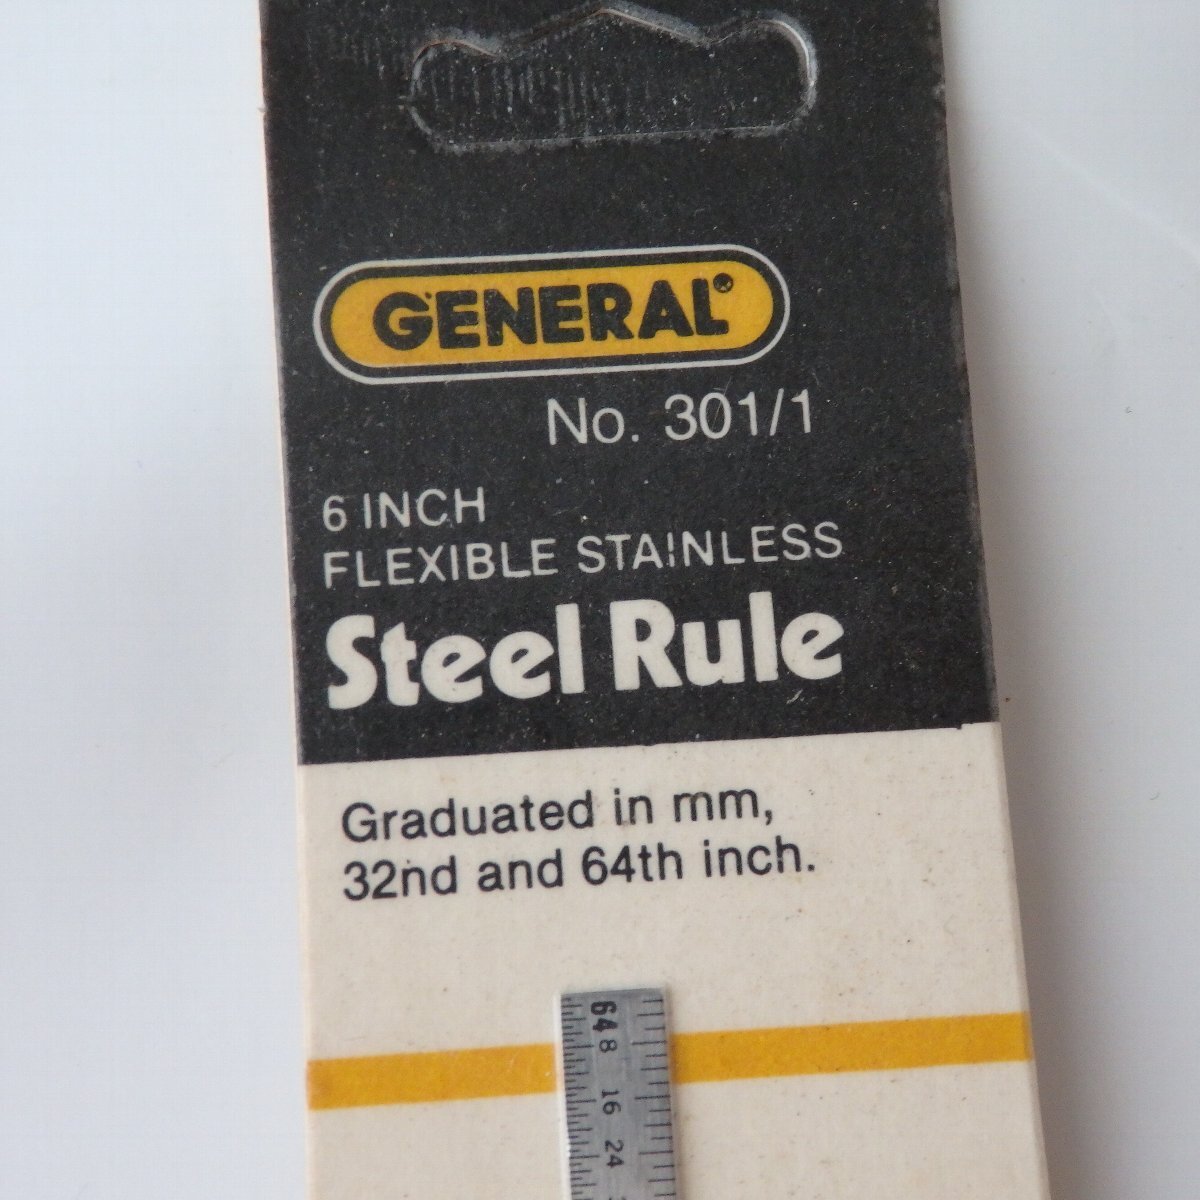 GENERAL®
No. 301/1
6 INCH
FLEXIBLE STAINLESS
Steel Rule
Graduated in mm,
32nd and 64th inch.
64
8
16
24